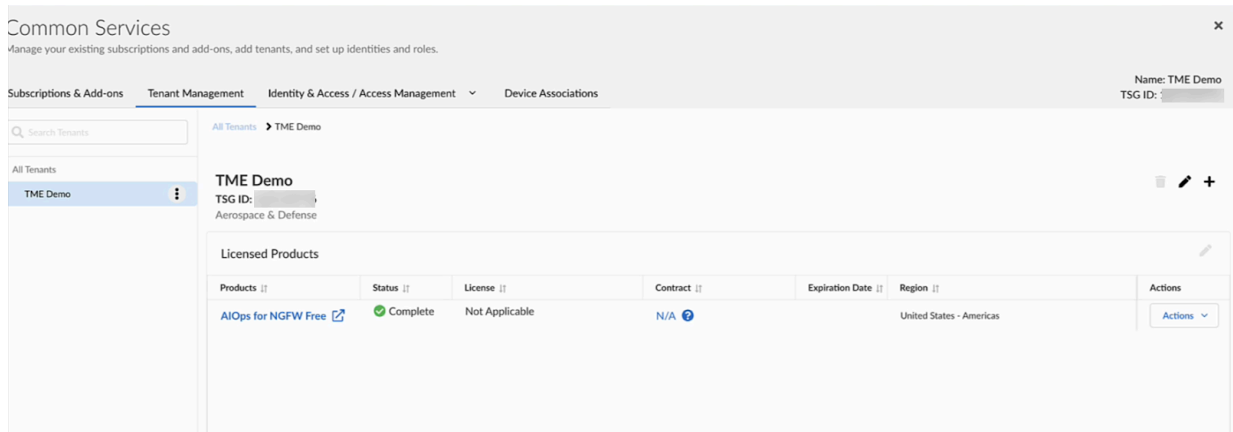 Common Services
Manage your existing subscriptions and add-ons, add tenants, and set up identities and roles.
Name: TME Demo
TSG ID:
Subscriptions & Add-ons Tenant Management Identity & Access / Access Management Device Associations
Search Tenants
All Tenants > TME Demo
All Tenants
TME Demo
TME Demo
TSG ID:
Aerospace & Defense
Licensed Products
Products Status License Contract Expiration Date Region Actions
AIOps for NGFW Free Complete Not Applicable N/A United States - Americas Actions